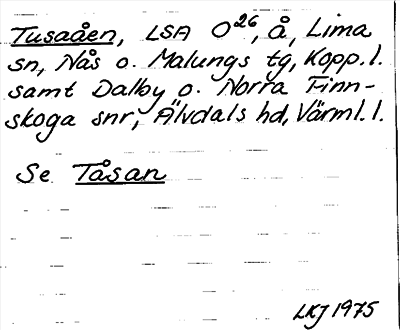 Tusaåen, LSA O²⁶, å, Lima
sn, Nås o. Malungs tg, Kopp. l.
samt Dalby o. Norra Finn-
skoga snr, Älvdals hd, Värml. l.
Se Tåsan
LKJ 1975